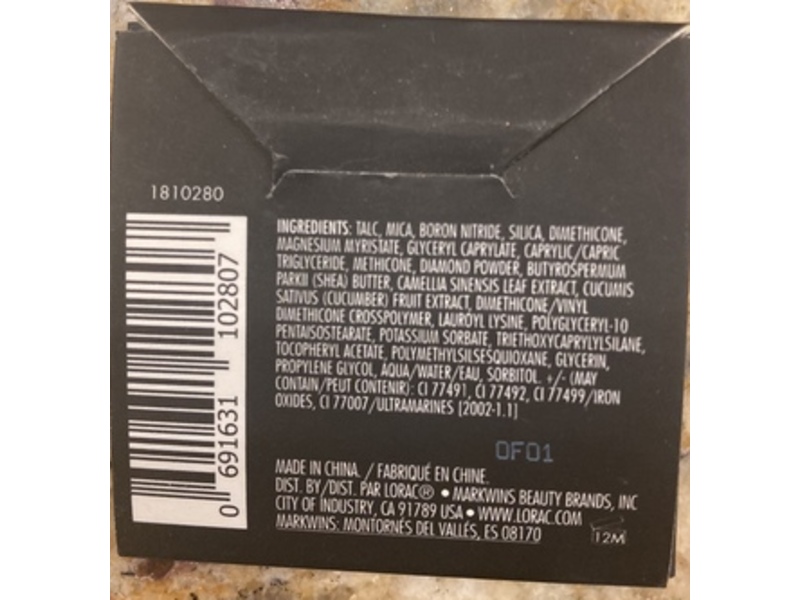 1810280
INGREDIENTS: TALC, MICA, BORON NITRIDE, SILICA, DIMETHICONE,
MAGNESIUM MYRISTATE, GLYCERYL CAPRYLATE, CAPRYLIC/CAPRIC
TRIGLYCERIDE, METHICONE, DIAMOND POWDER, BUTYROSPERMUM
PARKII (SHEA) BUTTER, CAMELLIA SINENSIS LEAF EXTRACT, CUCUMIS
SATIVUS (CUCUMBER) FRUIT EXTRACT, DIMETHICONE/VINYL
DIMETHICONE CROSSPOLYMER, LAUROYL LYSINE, POLYGLYCERYL-10
PENTAISOSTEARATE, POTASSIUM SORBATE, TRIETHOXYCAPRYLYLSILANE,
TOCOPHERYL ACETATE, POLYMETHYLSILSESQUIOXANE, GLYCERIN,
PROPYLENE GLYCOL, AQUA/WATER/EAU, SORBITOL. +/- (MAY
CONTAIN/PEUT CONTENIR): CI 77491, CI 77492, CI 77499/IRON
OXIDES, CI 77007/ULTRAMARINES [2002-1.1]
0 691631 102807
0F01
MADE IN CHINA. / FABRIQUÉ EN CHINE.
DIST. BY/DIST. PAR LORAC® • MARKWINS BEAUTY BRANDS, INC
CITY OF INDUSTRY, CA 91789 USA • WWW.LORAC.COM
MARKWINS: MONTORNÉS DEL VALLÉS, ES 08170
12M